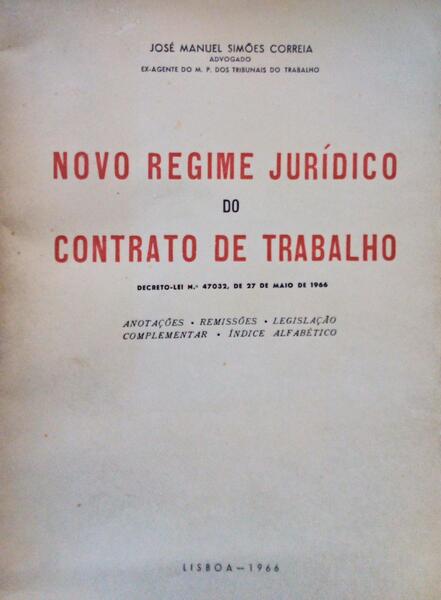 JOSÉ MANUEL SIMÕES CORREIA
ADVOGADO
EX-AGENTE DO M. P. DOS TRIBUNAIS DO TRABALHO
NOVO REGIME JURÍDICO
DO
CONTRATO DE TRABALHO
DECRETO-LEI N.º 47032, DE 27 DE MAIO DE 1966
ANOTAÇÕES • REMISSÕES • LEGISLAÇÃO
COMPLEMENTAR • ÍNDICE ALFABÉTICO
LISBOA — 1966